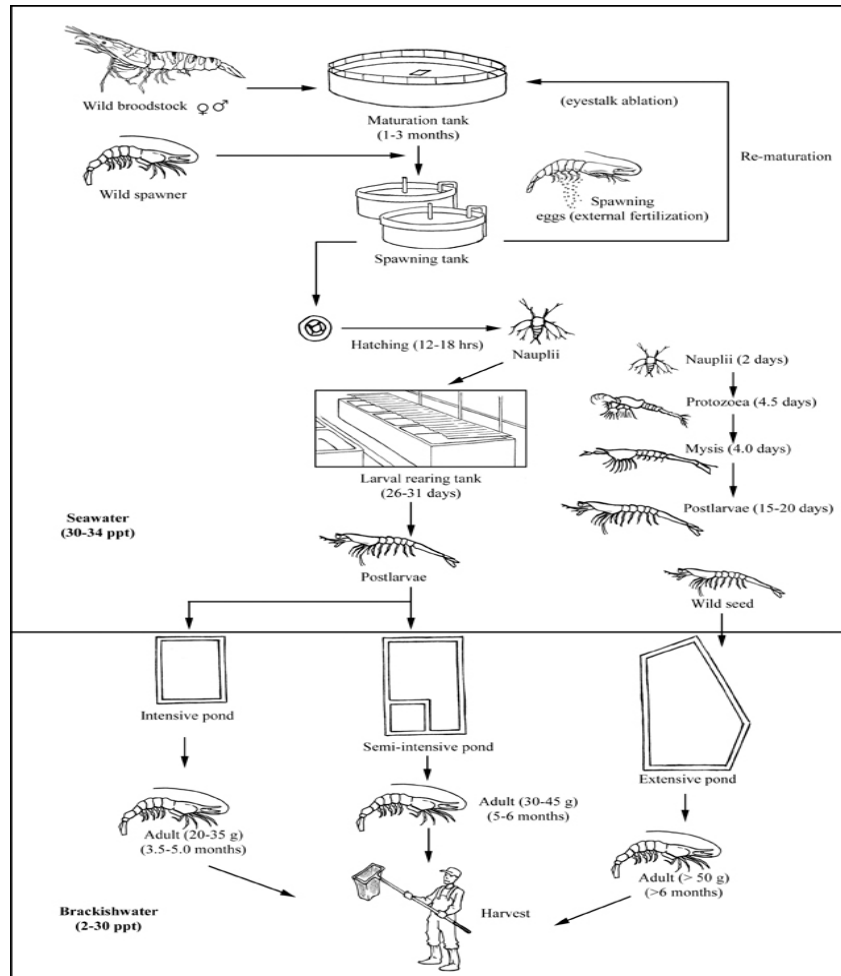 Wild broodstock ♀ ♂
Maturation tank
(1-3 months)
(eyestalk ablation)
Re-maturation
Wild spawner
Spawning
eggs (external fertilization)
Spawning tank
Hatching (12-18 hrs)
Nauplii
Nauplii (2 days)
Protozoea (4.5 days)
Mysis (4.0 days)
Postlarvae (15-20 days)
Larval rearing tank
(26-31 days)
Seawater
(30-34 ppt)
Postlarvae
Wild seed
Intensive pond
Semi-intensive pond
Extensive pond
Adult (20-35 g)
(3.5-5.0 months)
Adult (30-45 g)
(5-6 months)
Adult (> 50 g)
(>6 months)
Harvest
Brackishwater
(2-30 ppt)